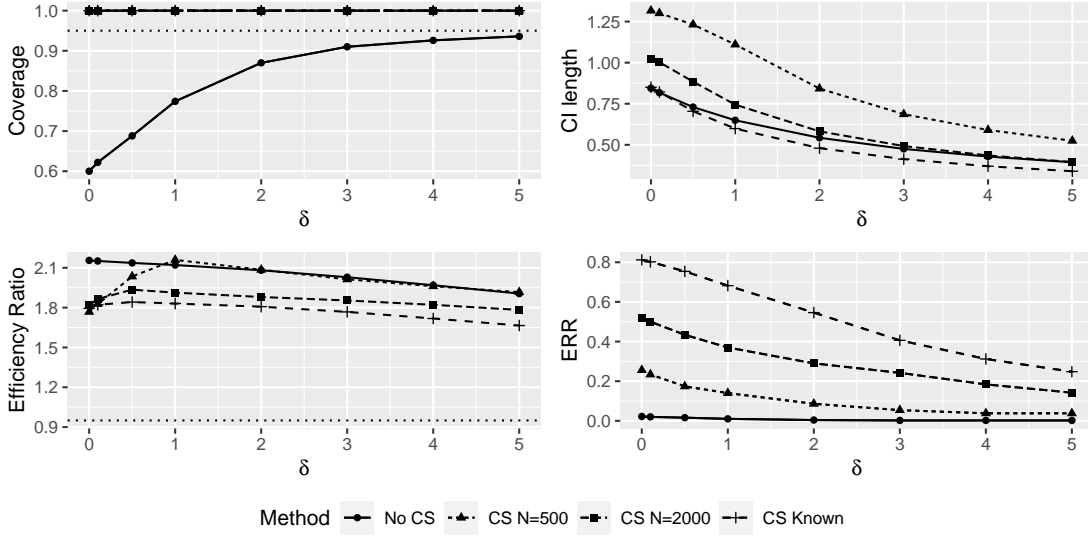 Coverage
1.0
0.9
0.8
0.7
0.6
0 1 2 3 4 5
δ
CI length
1.25
1.00
0.75
0.50
0 1 2 3 4 5
δ
Efficiency Ratio
2.1
1.8
1.5
1.2
0.9
0 1 2 3 4 5
δ
ERR
0.8
0.6
0.4
0.2
0.0
0 1 2 3 4 5
δ
Method No CS CS N=500 CS N=2000 CS Known